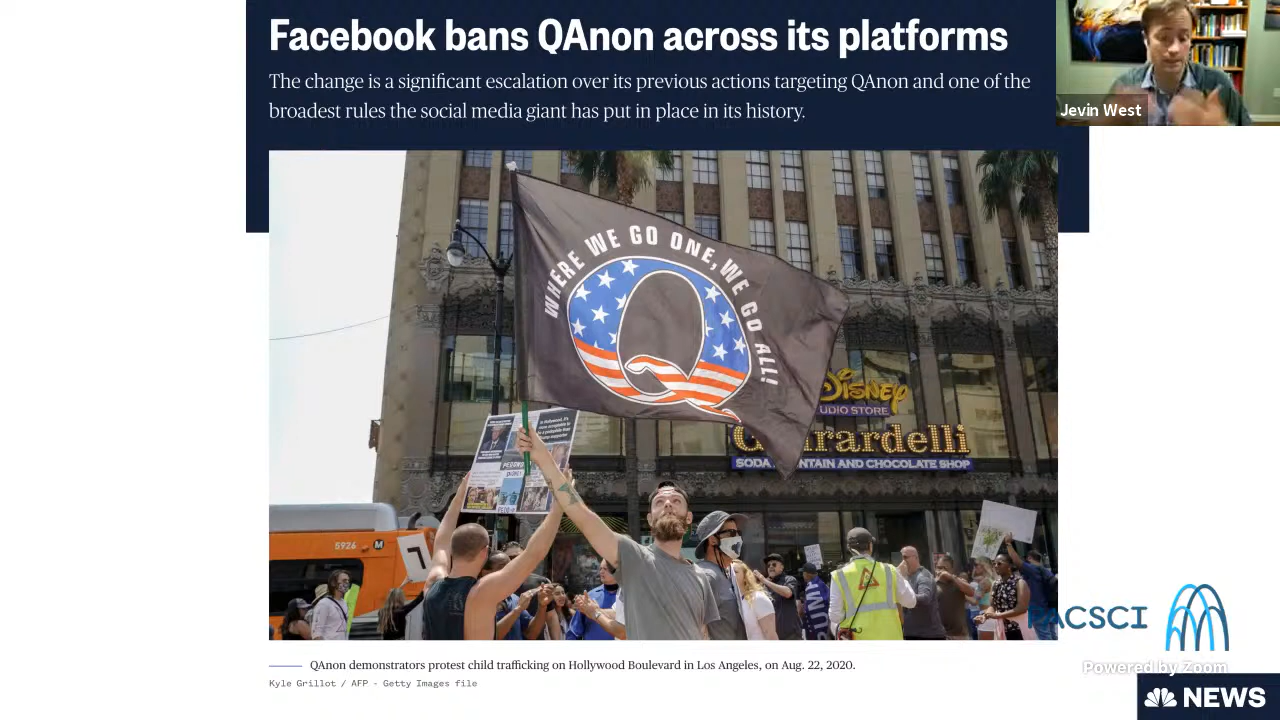 Facebook bans QAnon across its platforms
The change is a significant escalation over its previous actions targeting QAnon and one of the
broadest rules the social media giant has put in place in its history.
Jevin West
WHERE WE GO ONE, WE GO ALL!
Q
DISNEY
UDIO STORE
Ghirardelli
SODA FOUNTAIN AND CHOCOLATE SHOP
5926 M
PACSCI
Powered by Zoom
QAnon demonstrators protest child trafficking on Hollywood Boulevard in Los Angeles, on Aug. 22, 2020.
Kyle Grillot / AFP - Getty Images file
NEWS